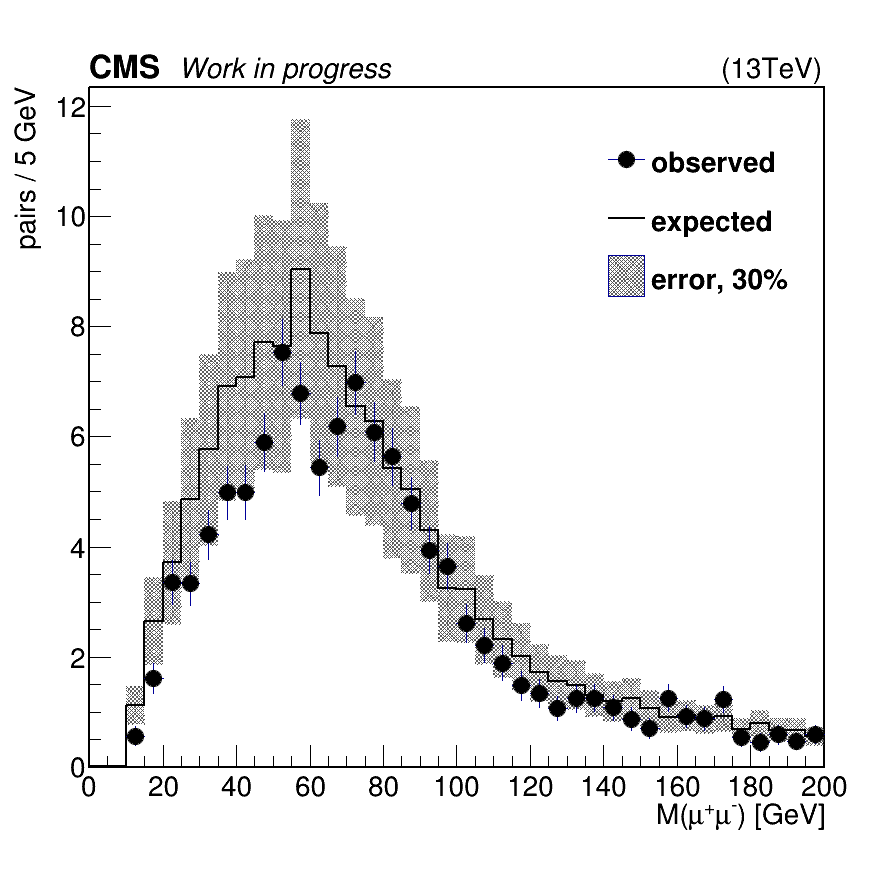 CMS Work in progress (13TeV)
pairs / 5 GeV
12
10
8
6
4
2
0
observed
expected
error, 30%
0 20 40 60 80 100 120 140 160 180 200
M(μ⁺μ⁻) [GeV]